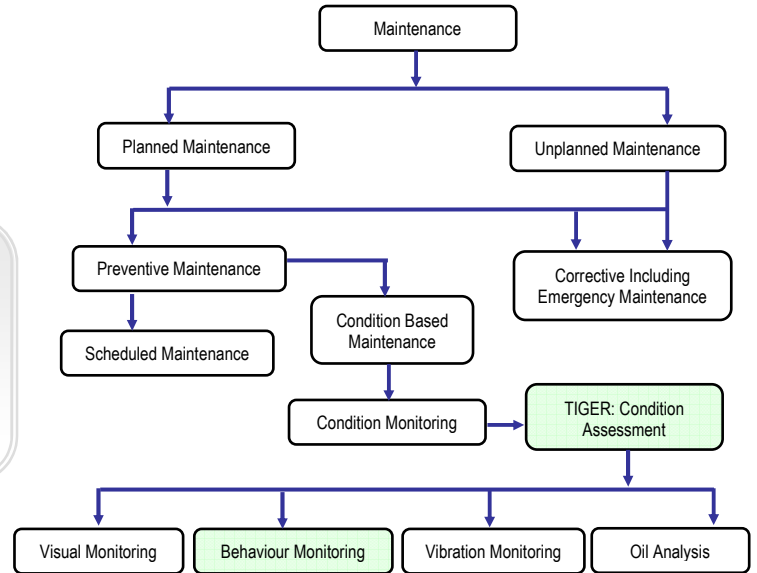 Maintenance
Planned Maintenance
Unplanned Maintenance
Preventive Maintenance
Corrective Including
Emergency Maintenance
Condition Based
Maintenance
Scheduled Maintenance
Condition Monitoring
TIGER: Condition
Assessment
Visual Monitoring
Behaviour Monitoring
Vibration Monitoring
Oil Analysis